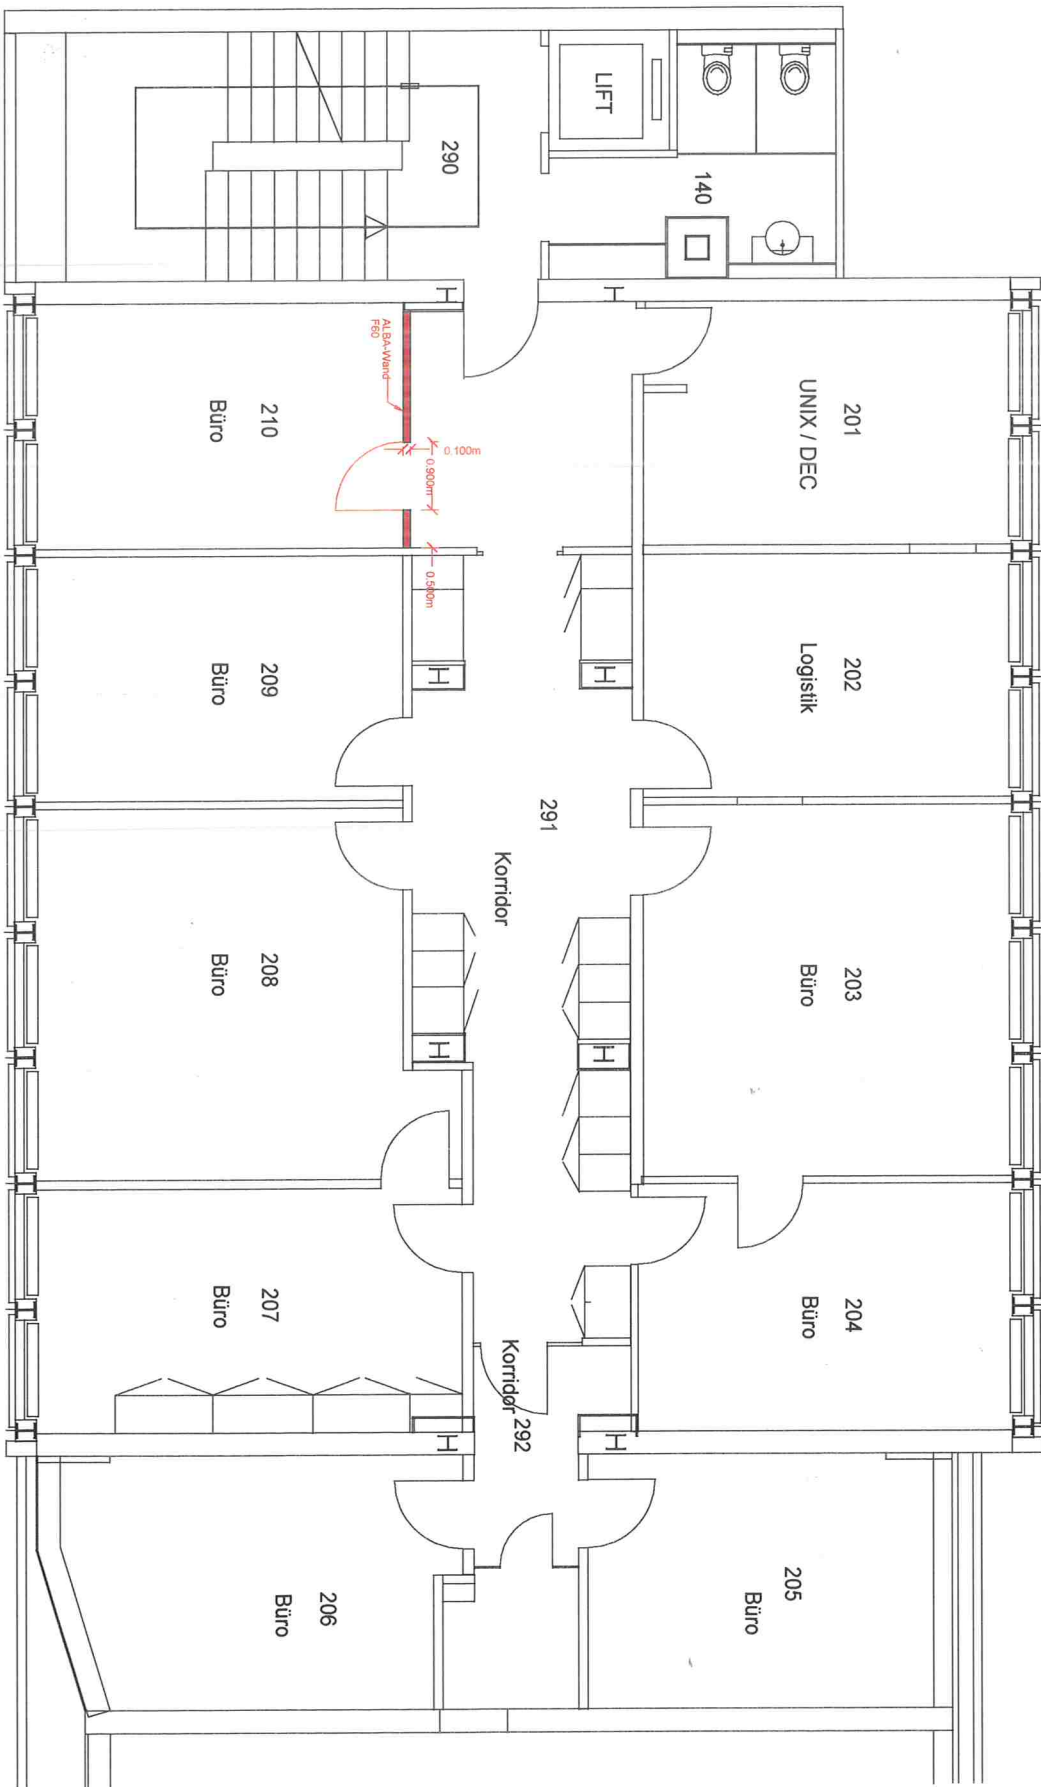 LIFT
140
290
201
UNIX / DEC
202
Logistik
203
Büro
204
Büro
205
Büro
291
Korridor
Korridor
292
ALBA-Wand
F60
0.100m
0.900m
0.500m
210
Büro
209
Büro
208
Büro
207
Büro
206
Büro